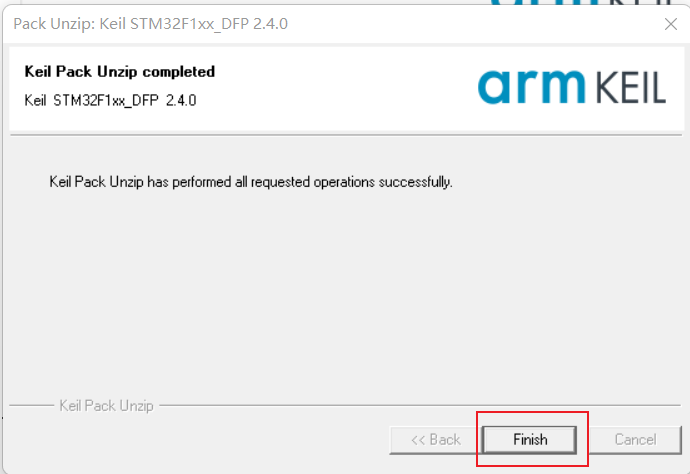 Pack Unzip: Keil STM32F1xx_DFP 2.4.0
Keil Pack Unzip completed
Keil STM32F1xx_DFP 2.4.0
arm KEIL
Keil Pack Unzip has performed all requested operations successfully.
Keil Pack Unzip
<< Back
Finish
Cancel